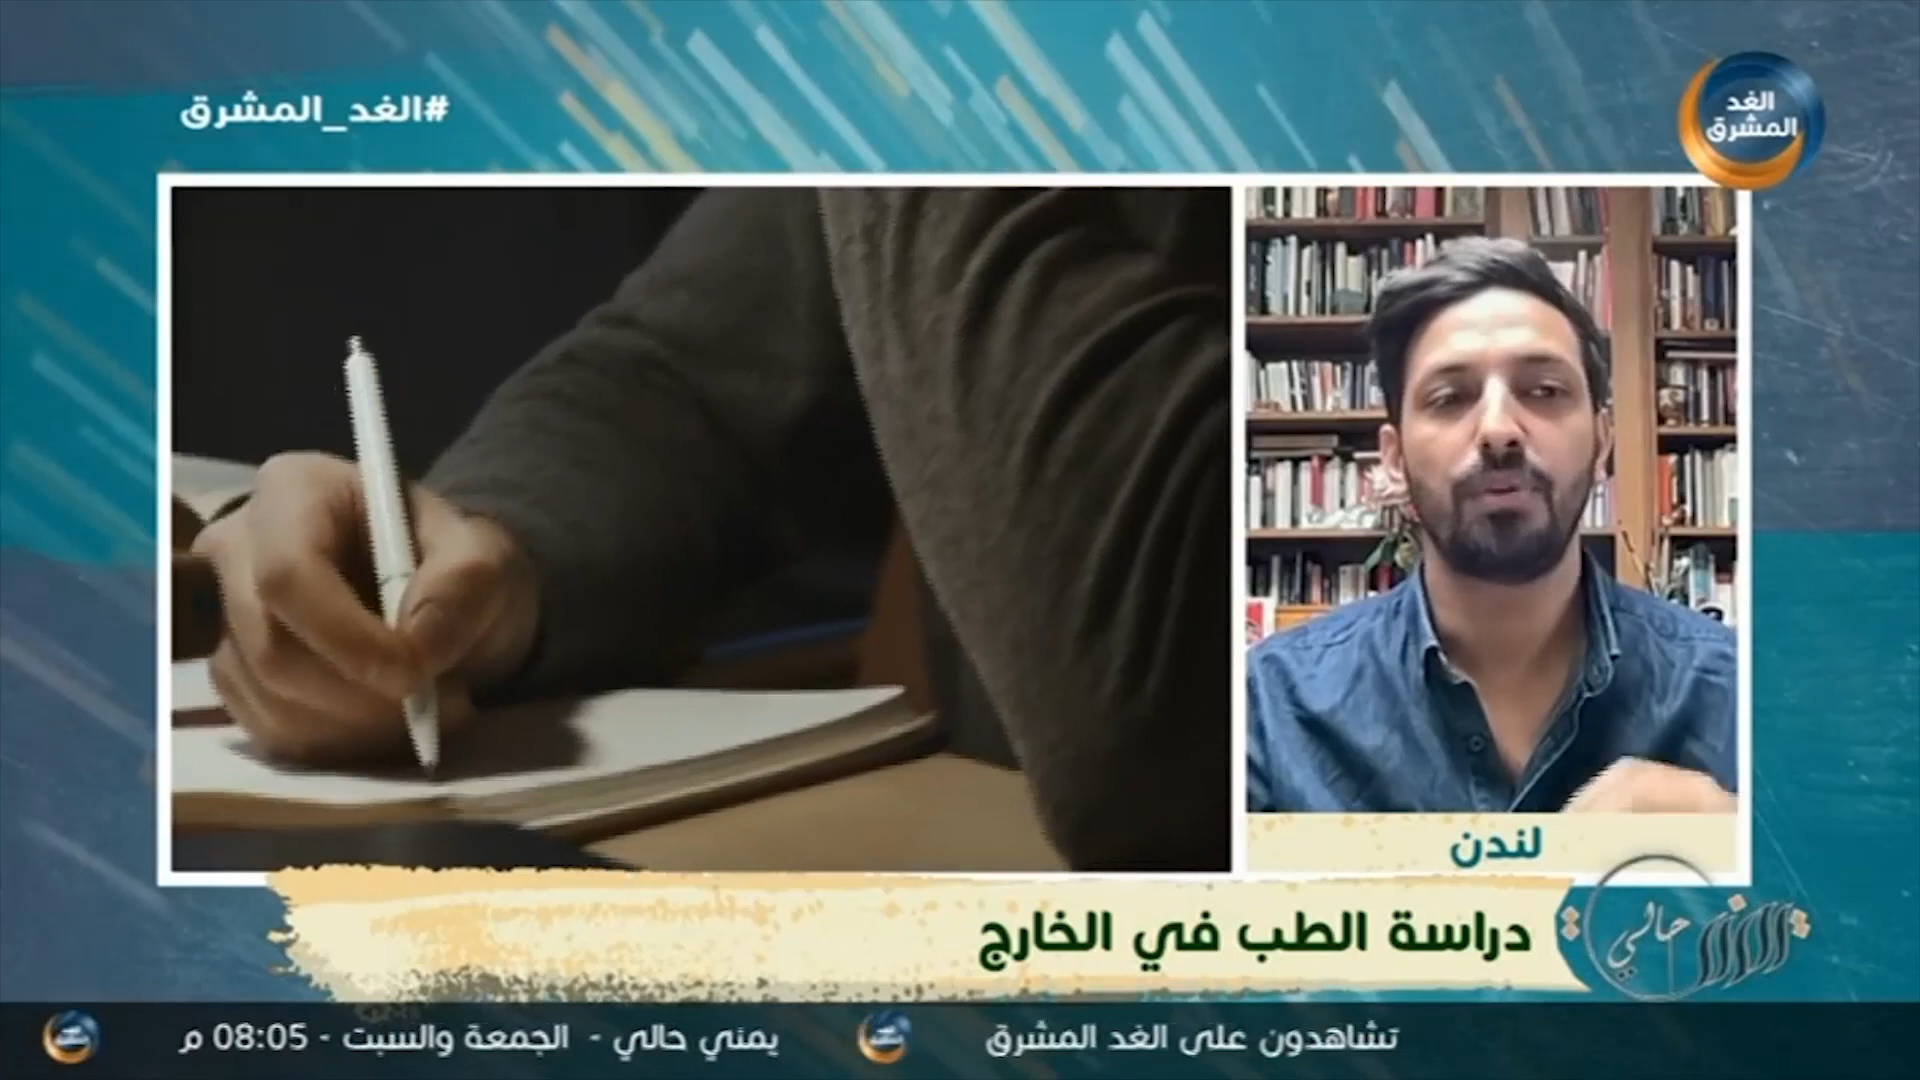 #الغد_المشرق
الغد
المشرق
لندن
دراسة الطب في الخارج
حالي
تشاهدون على الغد المشرق
يمني حالي - الجمعة والسبت - 08:05 م